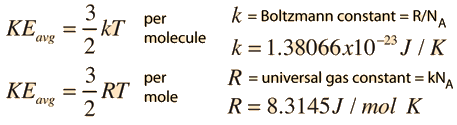 KE_avg = 3/2 kT per molecule
k = Boltzmann constant = R/N_A
k = 1.38066x10^-23 J / K
KE_avg = 3/2 RT per mole
R = universal gas constant = kN_A
R = 8.3145J / mol K